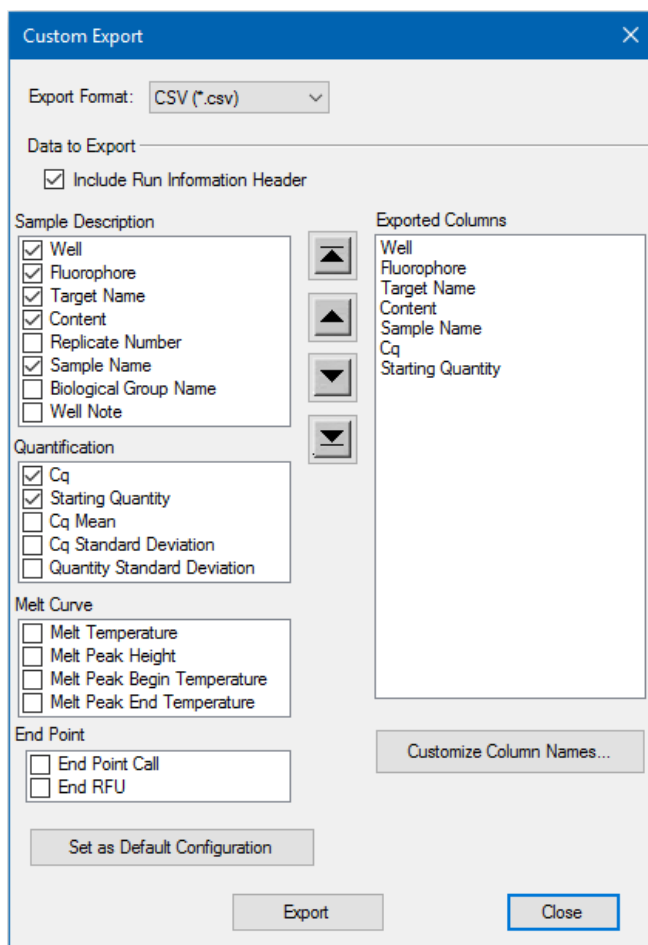 Custom Export
Export Format: CSV (*.csv)
Data to Export
Include Run Information Header
Sample Description
Well
Fluorophore
Target Name
Content
Replicate Number
Sample Name
Biological Group Name
Well Note
Quantification
Cq
Starting Quantity
Cq Mean
Cq Standard Deviation
Quantity Standard Deviation
Melt Curve
Melt Temperature
Melt Peak Height
Melt Peak Begin Temperature
Melt Peak End Temperature
End Point
End Point Call
End RFU
Set as Default Configuration
Exported Columns
Well
Fluorophore
Target Name
Content
Sample Name
Cq
Starting Quantity
Customize Column Names...
Export
Close